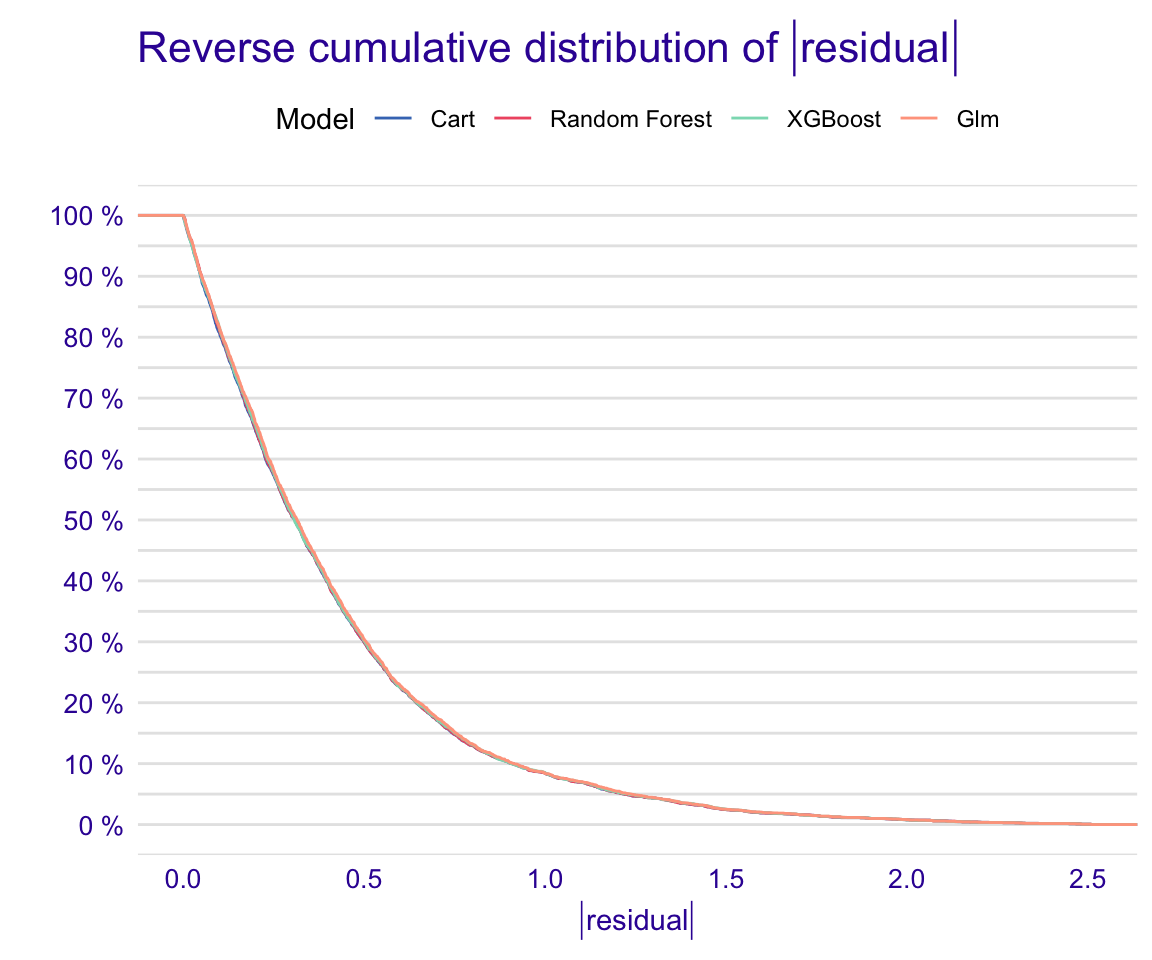 Reverse cumulative distribution of |residual|
Model Cart Random Forest XGBoost Glm
100 %
90 %
80 %
70 %
60 %
50 %
40 %
30 %
20 %
10 %
0 %
0.0 0.5 1.0 1.5 2.0 2.5
|residual|